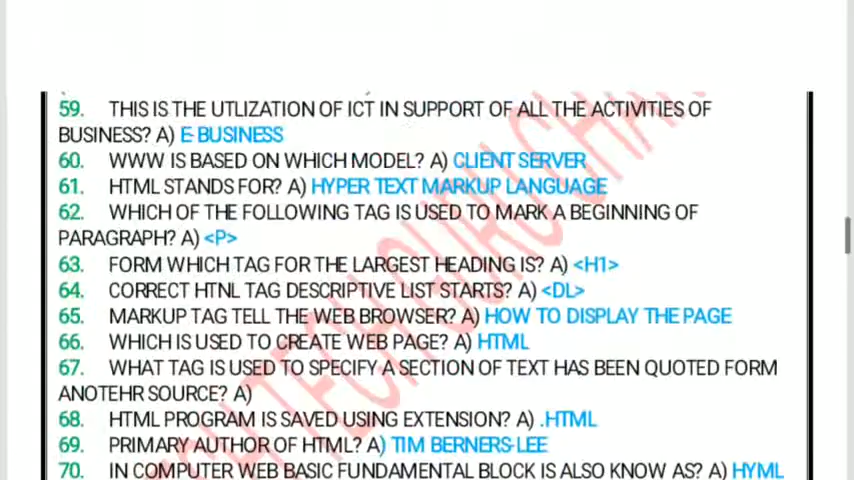 59. THIS IS THE UTLIZATION OF ICT IN SUPPORT OF ALL THE ACTIVITIES OF
BUSINESS? A) E-BUSINESS
60. WWW IS BASED ON WHICH MODEL? A) CLIENT SERVER
61. HTML STANDS FOR? A) HYPER TEXT MARKUP LANGUAGE
62. WHICH OF THE FOLLOWING TAG IS USED TO MARK A BEGINNING OF
PARAGRAPH? A) <P>
63. FORM WHICH TAG FOR THE LARGEST HEADING IS? A) <H1>
64. CORRECT HTNL TAG DESCRIPTIVE LIST STARTS? A) <DL>
65. MARKUP TAG TELL THE WEB BROWSER? A) HOW TO DISPLAY THE PAGE
66. WHICH IS USED TO CREATE WEB PAGE? A) HTML
67. WHAT TAG IS USED TO SPECIFY A SECTION OF TEXT HAS BEEN QUOTED FORM
ANOTEHR SOURCE? A)
68. HTML PROGRAM IS SAVED USING EXTENSION? A) .HTML
69. PRIMARY AUTHOR OF HTML? A) TIM BERNERS-LEE
70. IN COMPUTER WEB BASIC FUNDAMENTAL BLOCK IS ALSO KNOW AS? A) HYML